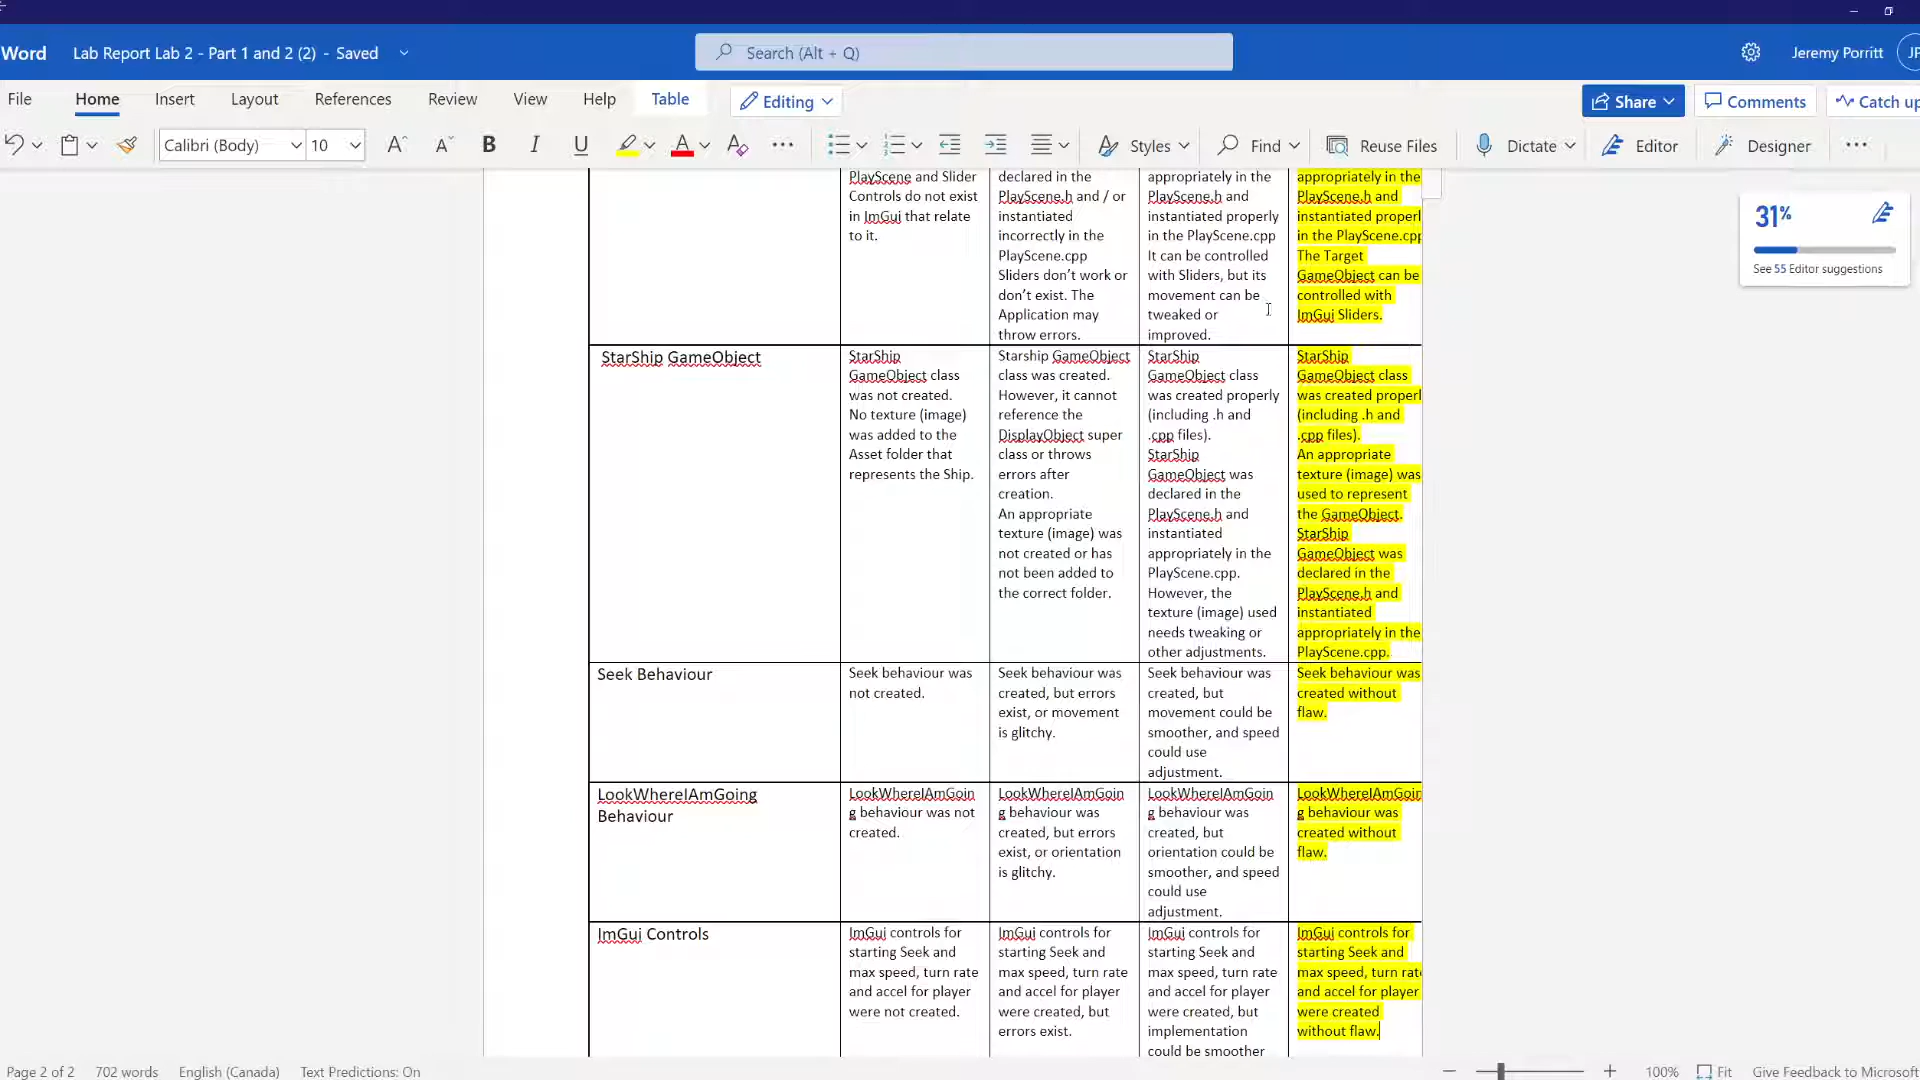 Word Lab Report Lab 2 - Part 1 and 2 (2) - Saved
Search (Alt + Q)
Jeremy Porritt JP
File Home Insert Layout References Review View Help Table Editing
Share Comments Catch up
Calibri (Body) 10 B I U A Styles Find Reuse Files Dictate Editor Designer
31%
See 55 Editor suggestions
PlayScene and Slider
Controls do not exist
in ImGui that relate
to it.
declared in the
PlayScene.h and / or
instantiated
incorrectly in the
PlayScene.cpp
Sliders don't work or
don't exist. The
Application may
throw errors.
appropriately in the
PlayScene.h and
instantiated properly
in the PlayScene.cpp
It can be controlled
with Sliders, but its
movement can be
tweaked or
improved.
appropriately in the
PlayScene.h and
instantiated properl
in the PlayScene.cpp
The Target
GameObject can be
controlled with
ImGui Sliders.
StarShip GameObject
StarShip
GameObject class
was not created.
No texture (image)
was added to the
Asset folder that
represents the Ship.
Starship GameObject
class was created.
However, it cannot
reference the
DisplayObject super
class or throws
errors after
creation.
An appropriate
texture (image) was
not created or has
not been added to
the correct folder.
StarShip
GameObject class
was created properly
(including .h and
.cpp files).
StarShip
GameObject was
declared in the
PlayScene.h and
instantiated
appropriately in the
PlayScene.cpp.
However, the
texture (image) used
needs tweaking or
other adjustments.
StarShip
GameObject class
was created properl
(including .h and
.cpp files).
An appropriate
texture (image) was
used to represent
the GameObject.
StarShip
GameObject was
declared in the
PlayScene.h and
instantiated
appropriately in the
PlayScene.cpp.
Seek Behaviour
Seek behaviour was
not created.
Seek behaviour was
created, but errors
exist, or movement
is glitchy.
Seek behaviour was
created, but
movement could be
smoother, and speed
could use
adjustment.
Seek behaviour was
created without
flaw.
LookWhereIAmGoing
Behaviour
LookWhereIAmGoin
g behaviour was not
created.
LookWhereIAmGoin
g behaviour was
created, but errors
exist, or orientation
is glitchy.
LookWhereIAmGoin
g behaviour was
created, but
orientation could be
smoother, and speed
could use
adjustment.
LookWhereIAmGoin
g behaviour was
created without
flaw.
ImGui Controls
ImGui controls for
starting Seek and
max speed, turn rate
and accel for player
were not created.
ImGui controls for
starting Seek and
max speed, turn rate
and accel for player
were created, but
errors exist.
ImGui controls for
starting Seek and
max speed, turn rate
and accel for player
were created, but
implementation
could be smoother
ImGui controls for
starting Seek and
max speed, turn rat
and accel for player
were created
without flaw.
Page 2 of 2 702 words English (Canada) Text Predictions: On
100% Fit Give Feedback to Microsoft